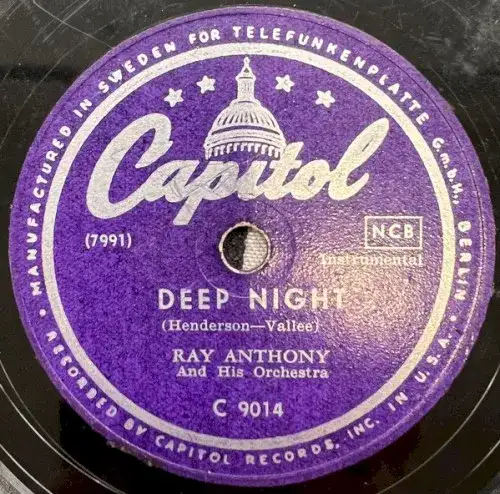 MANUFACTURED IN SWEDEN FOR TELEFUNKENPLATTE G.m.b.H., BERLIN
Capitol
(7991)
NCB
Instrumental
DEEP NIGHT
(Henderson—Vallee)
RAY ANTHONY
And His Orchestra
C 9014
RECORDED BY CAPITOL RECORDS, INC. IN U.S.A.